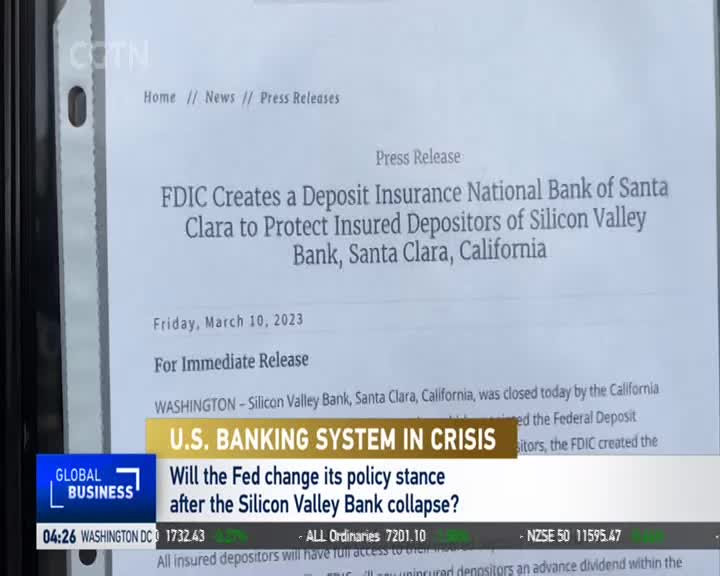 CGTN
Home // News // Press Releases
Press Release
FDIC Creates a Deposit Insurance National Bank of Santa
Clara to Protect Insured Depositors of Silicon Valley
Bank, Santa Clara, California
Friday, March 10, 2023
For Immediate Release
WASHINGTON – Silicon Valley Bank, Santa Clara, California, was closed today by the California
the Federal Deposit
the FDIC created the
U.S. BANKING SYSTEM IN CRISIS
GLOBAL
BUSINESS
Will the Fed change its policy stance
after the Silicon Valley Bank collapse?
04:26 WASHINGTON DC 1732.43 - ALL Ordinaries 7201.10 - NZSE 50 11595.47
All insured depositors will have full access to their
uninsured depositors an advance dividend within the